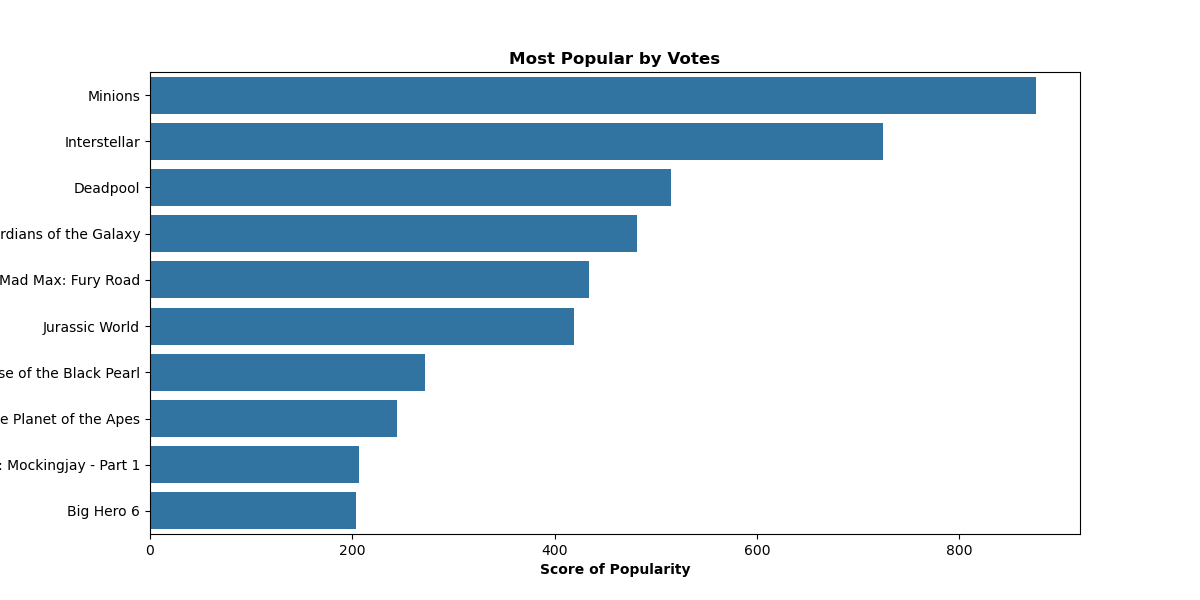 Most Popular by Votes
Minions
Interstellar
Deadpool
rdians of the Galaxy
Mad Max: Fury Road
Jurassic World
se of the Black Pearl
e Planet of the Apes
: Mockingjay - Part 1
Big Hero 6
0 200 400 600 800
Score of Popularity